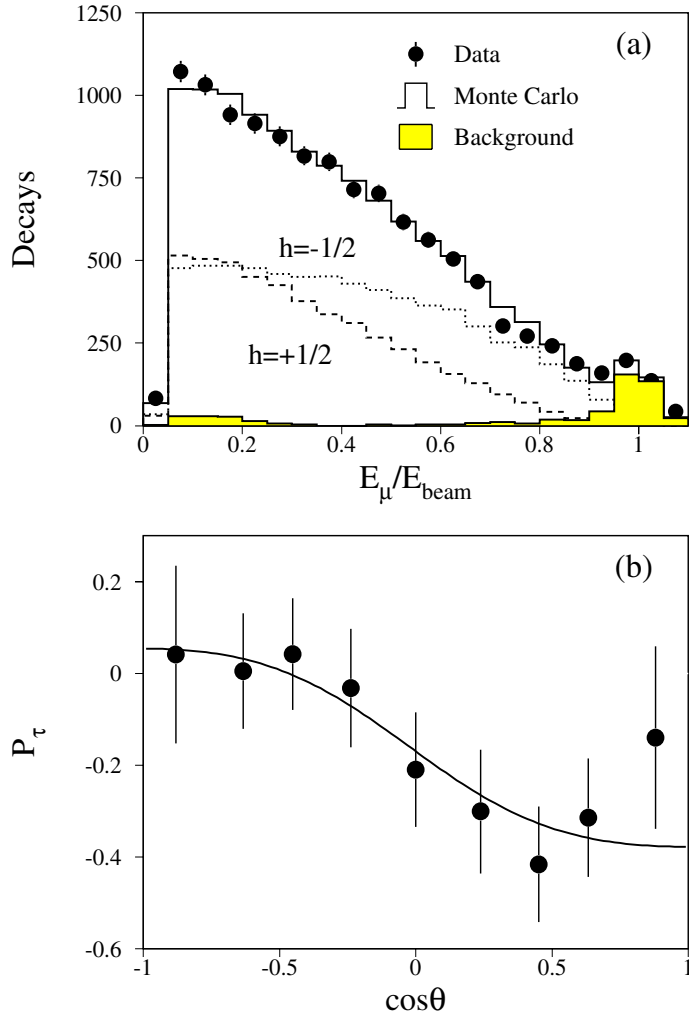 1250
1000
750
500
250
0
Decays
(a)
Data
Monte Carlo
Background
h=-1/2
h=+1/2
0 0.2 0.4 0.6 0.8 1
E_μ/E_beam
(b)
0.2
0
-0.2
-0.4
-0.6
P_τ
-1 -0.5 0 0.5 1
cosθ